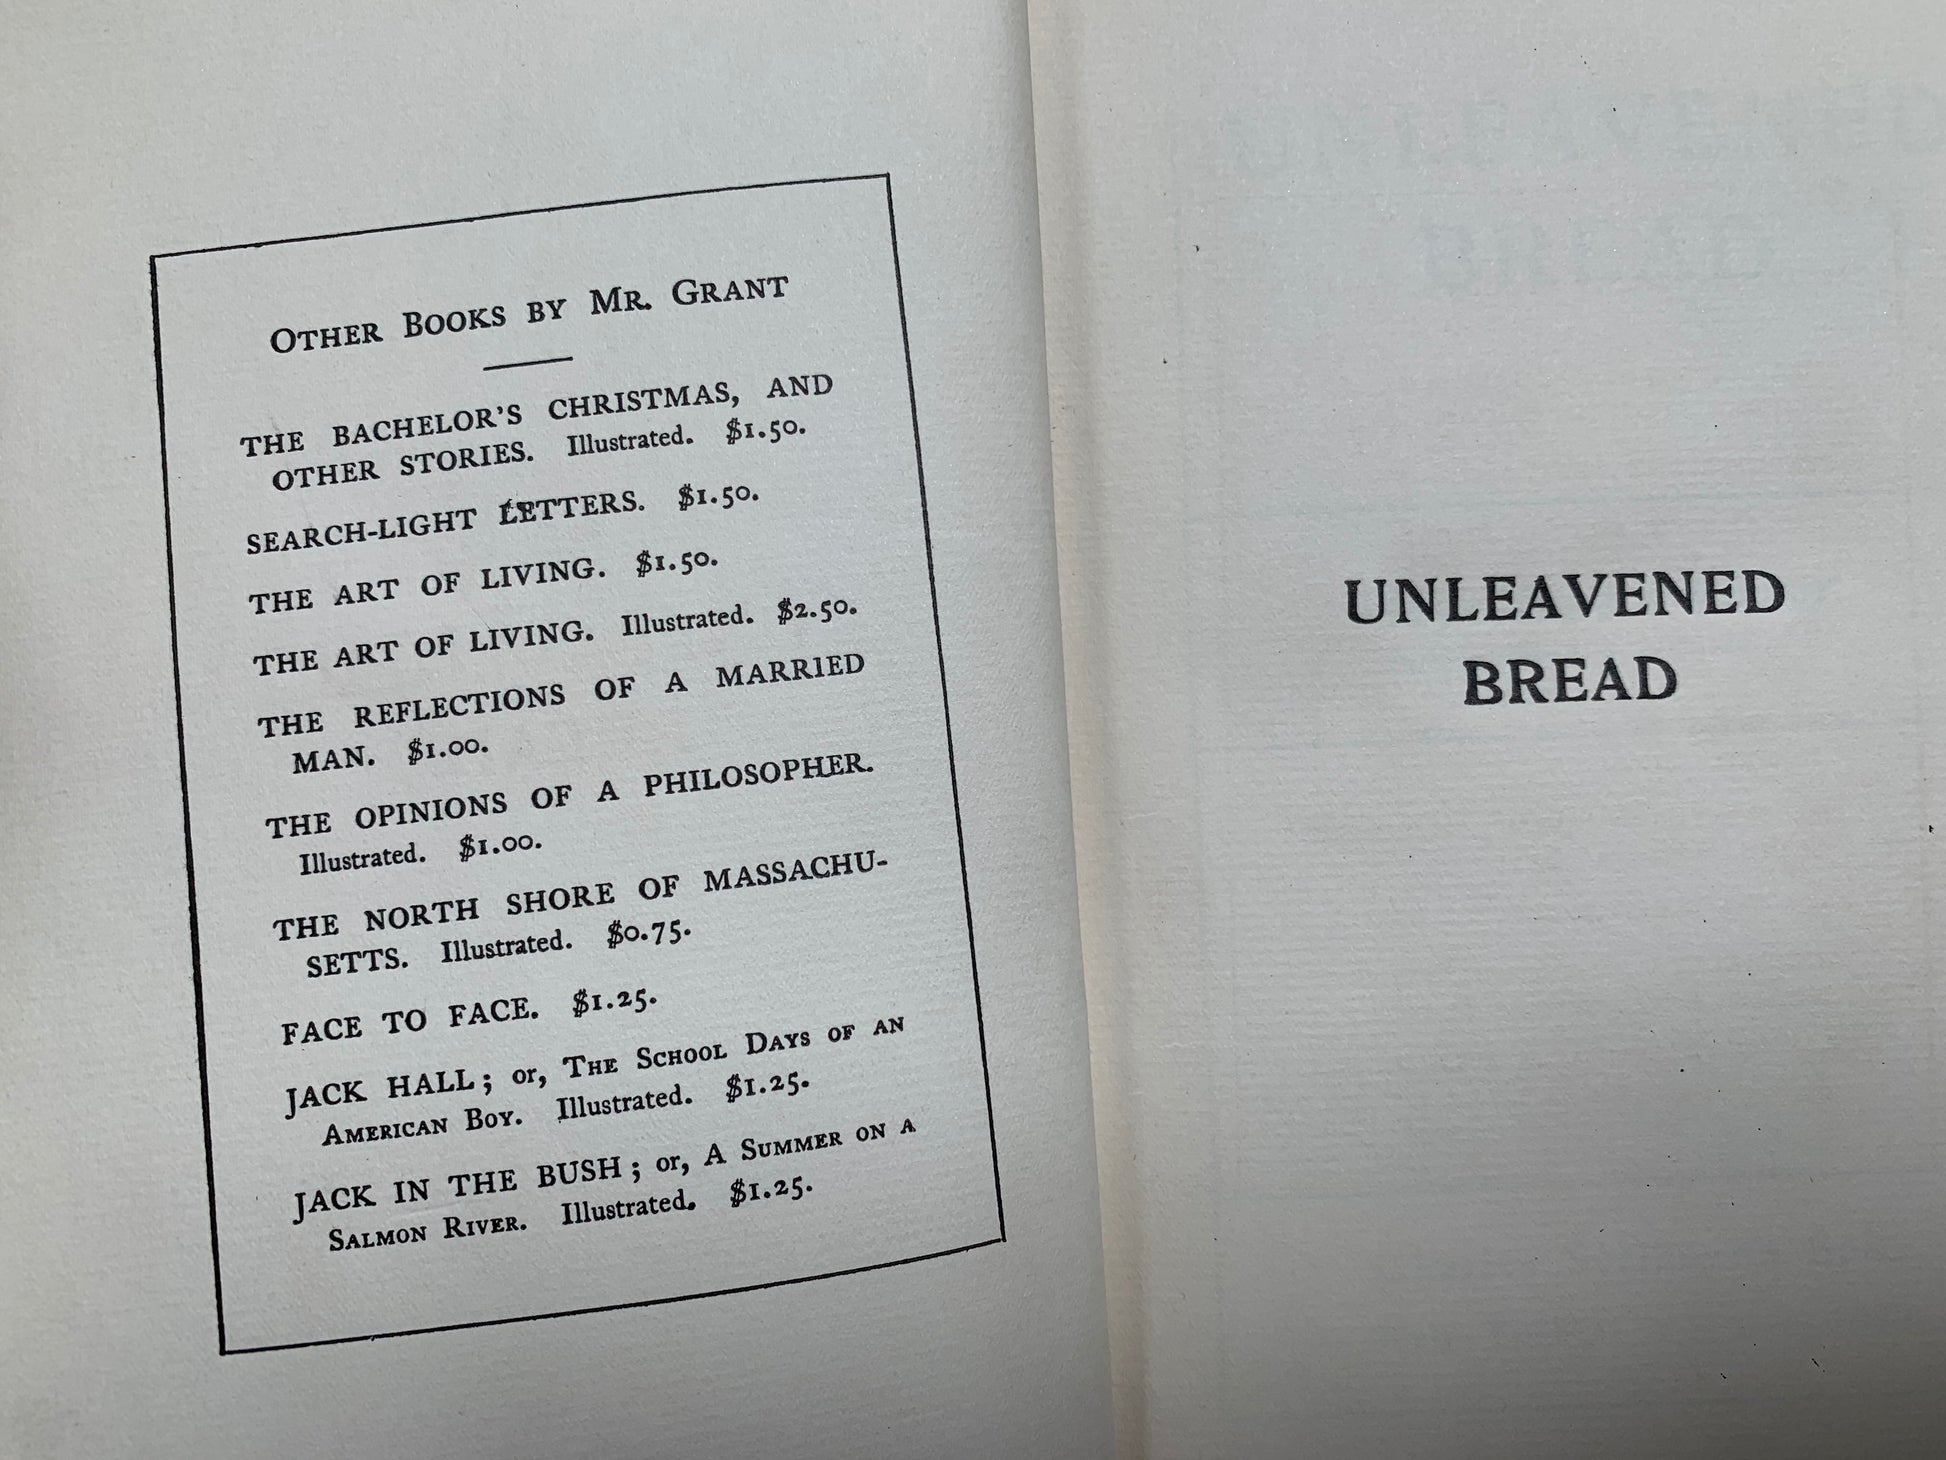 OTHER BOOKS BY MR. GRANT
THE BACHELOR'S CHRISTMAS, AND
OTHER STORIES. Illustrated. $1.50.
SEARCH-LIGHT LETTERS. $1.50.
THE ART OF LIVING. $1.50.
THE ART OF LIVING. Illustrated. $2.50.
THE REFLECTIONS OF A MARRIED
MAN. $1.00.
THE OPINIONS OF A PHILOSOPHER.
Illustrated. $1.00.
THE NORTH SHORE OF MASSACHU-
SETTS. Illustrated. $0.75.
FACE TO FACE. $1.25.
JACK HALL; or, THE SCHOOL DAYS OF AN
AMERICAN BOY. Illustrated. $1.25.
JACK IN THE BUSH; or, A SUMMER ON A
SALMON RIVER. Illustrated. $1.25.
UNLEAVENED
BREAD